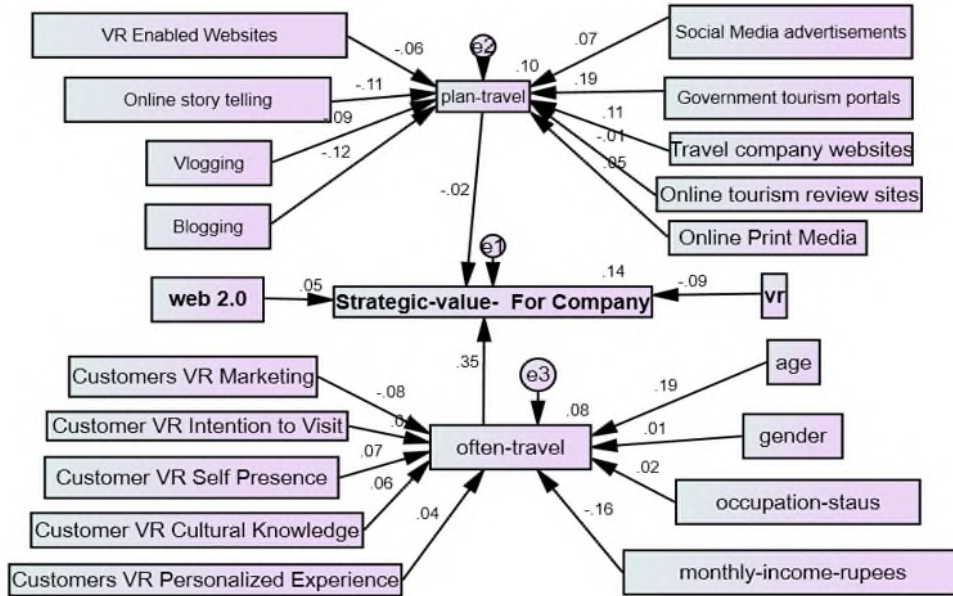 VR Enabled Websites
-.06
e2
.07
Social Media advertisements
.10
Online story telling
-.11
plan-travel
.19
Government tourism portals
-.09
.11
Vlogging
-.12
-.01
Travel company websites
.05
Online tourism review sites
Blogging
-.02
Online Print Media
e1
web 2.0
.05
Strategic-value- For Company
.14
-.09
vr
Customers VR Marketing
-.08
.35
e3
.19
age
Customer VR Intention to Visit
.08
.01
gender
Customer VR Self Presence
.07
often-travel
.02
occupation-staus
Customer VR Cultural Knowledge
.06
Customers VR Personalized Experience
.04
-.16
monthly-income-rupees